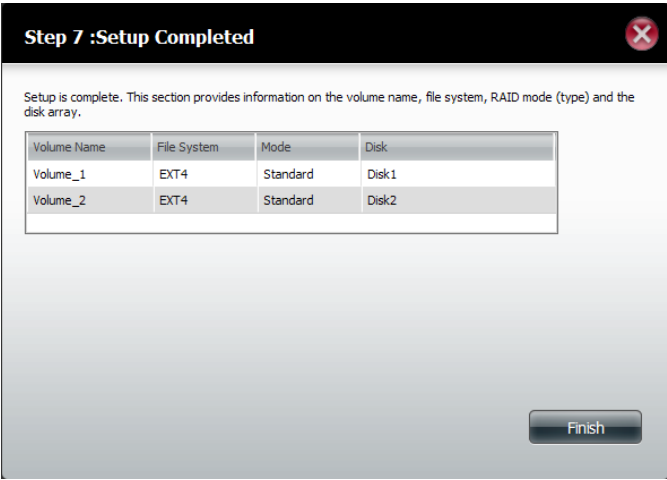 Step 7 :Setup Completed
Setup is complete. This section provides information on the volume name, file system, RAID mode (type) and the
disk array.
Volume Name File System Mode Disk
Volume_1 EXT4 Standard Disk1
Volume_2 EXT4 Standard Disk2
Finish